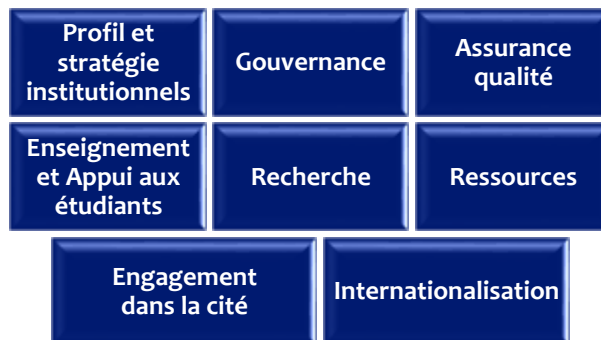 Profil et
stratégie
institutionnels
Gouvernance
Assurance
qualité
Enseignement
et Appui aux
étudiants
Recherche
Ressources
Engagement
dans la cité
Internationalisation